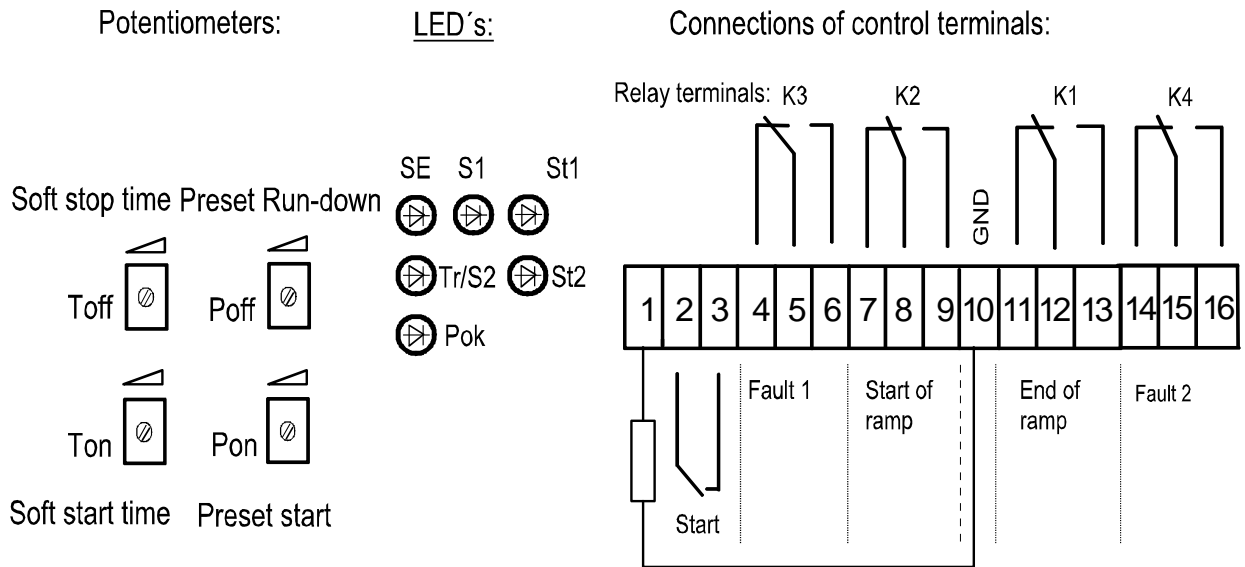 Potentiometers:
LED´s:
Connections of control terminals:
Relay terminals: K3 K2 K1 K4
SE S1 St1
Soft stop time Preset Run-down
GND
Toff Poff
Tr/S2 St2
Pok
1 2 3 4 5 6 7 8 9 10 11 12 13 14 15 16
Ton Pon
Soft start time Preset start
Start
Fault 1
Start of
ramp
End of
ramp
Fault 2